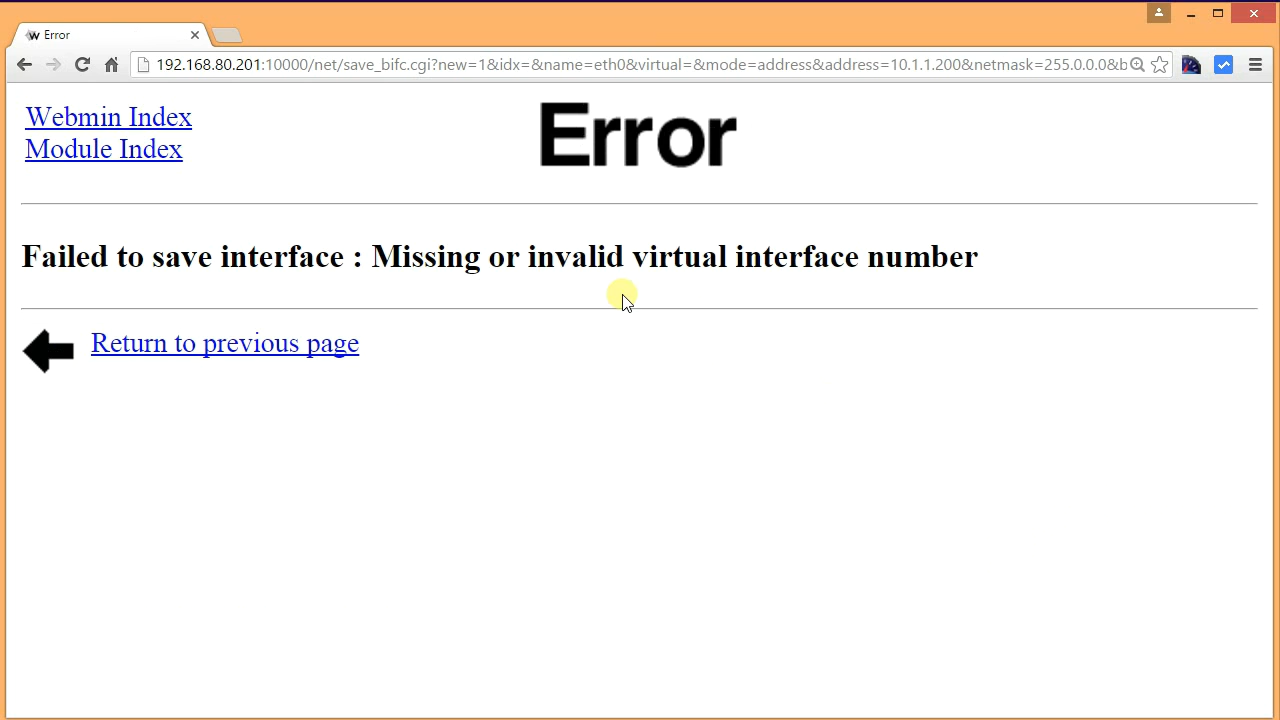 Error
192.168.80.201:10000/net/save_bifc.cgi?new=1&idx=&name=eth0&virtual=&mode=address&address=10.1.1.200&netmask=255.0.0.0&b
Webmin Index
Module Index
Error
Failed to save interface : Missing or invalid virtual interface number
Return to previous page